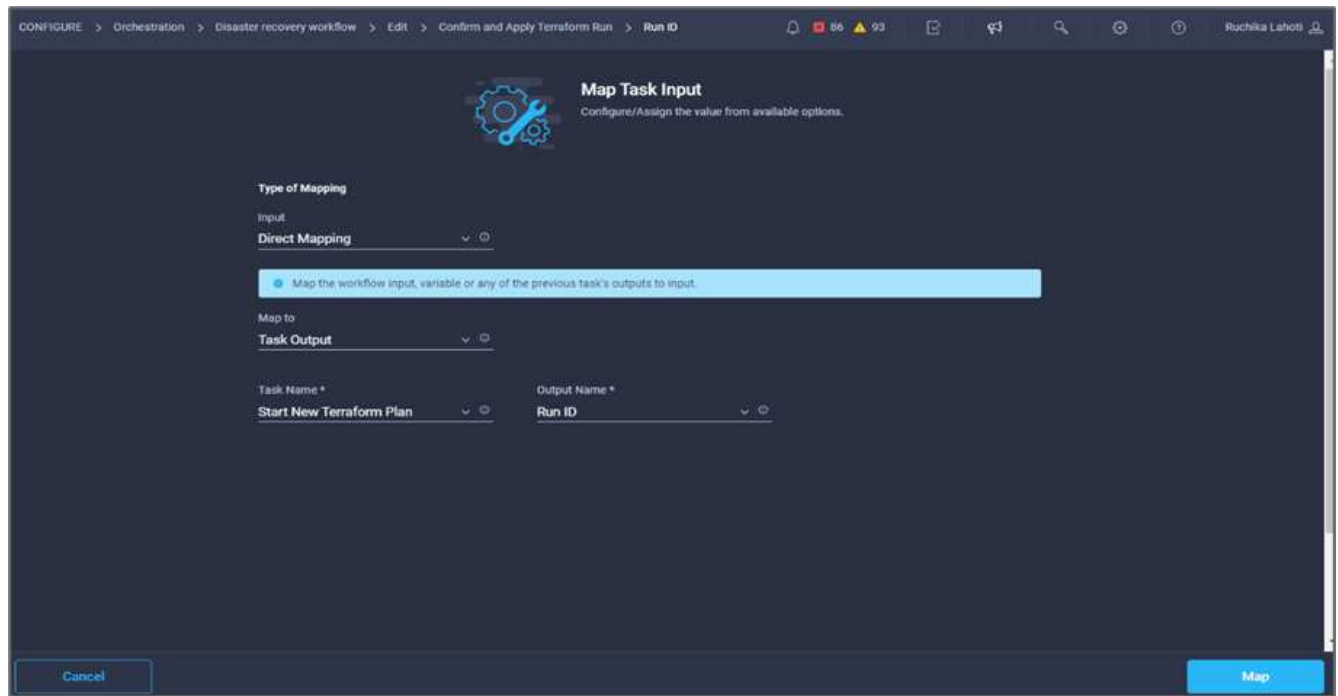 CONFIGURE > Orchestration > Disaster recovery workflow > Edit > Confirm and Apply Terraform Run > Run ID 86 93 Ruchika Lahoti
Map Task Input
Configure/Assign the value from available options.
Type of Mapping
Input
Direct Mapping
Map the workflow input, variable or any of the previous task's outputs to input.
Map to
Task Output
Task Name * Output Name *
Start New Terraform Plan Run ID
Cancel Map